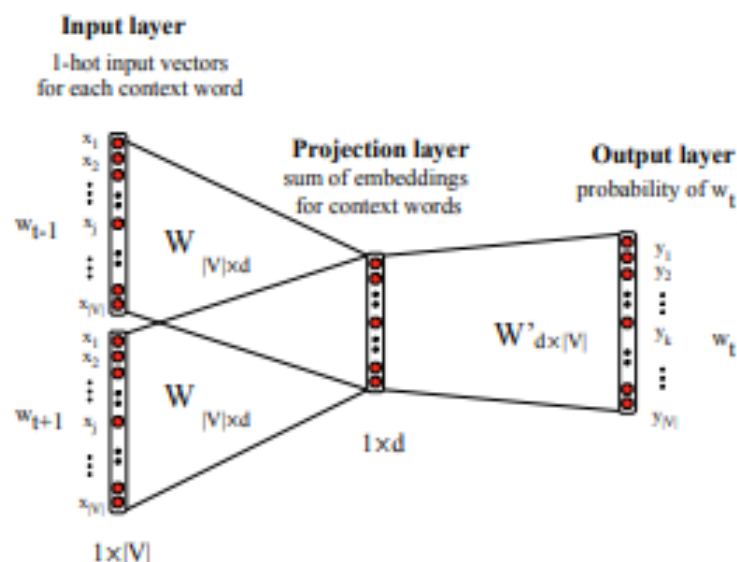 Input layer
1-hot input vectors
for each context word
Projection layer
sum of embeddings
for context words
Output layer
probability of wₜ
wₜ₋₁
x₁
x₂
xⱼ
x|V|
W |V|×d
wₜ₊₁
x₁
x₂
xⱼ
x|V|
W |V|×d
1×|V|
1×d
W' d×|V|
y₁
y₂
yₖ
y|V|
wₜ